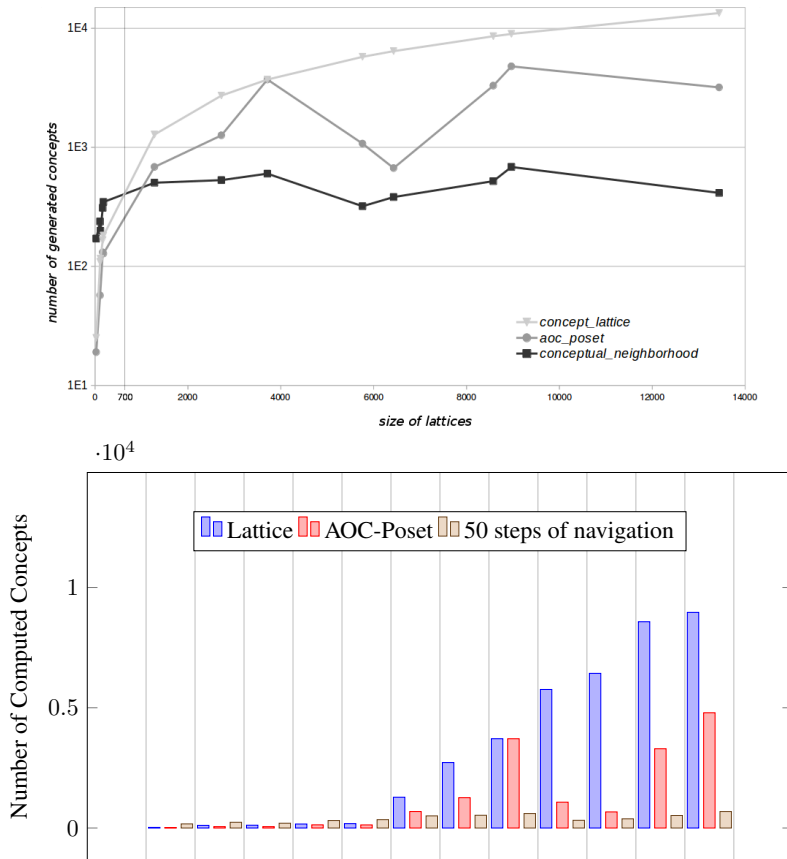 1E4
1E3
1E2
1E1
number of generated concepts
concept_lattice
aoc_poset
conceptual_neighborhood
0 700 2000 4000 6000 8000 10000 12000 14000
size of lattices
·10⁴
Lattice AOC-Poset 50 steps of navigation
Number of Computed Concepts
1
0.5
0